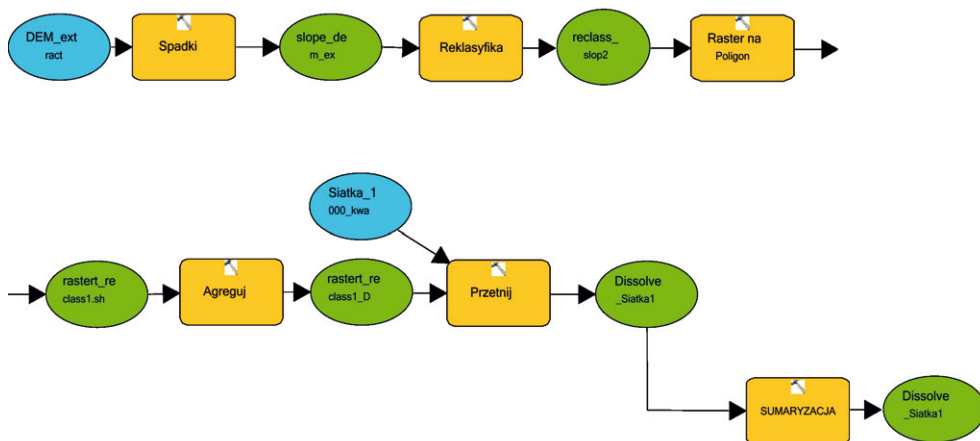 DEM_ext
ract
Spadki
slope_de
m_ex
Reklasyfika
reclass_
slop2
Raster na
Poligon
Siatka_1
000_kwa
rastert_re
class1.sh
Agreguj
rastert_re
class1_D
Przetnij
Dissolve
_Siatka1
SUMARYZACJA
Dissolve
_Siatka1